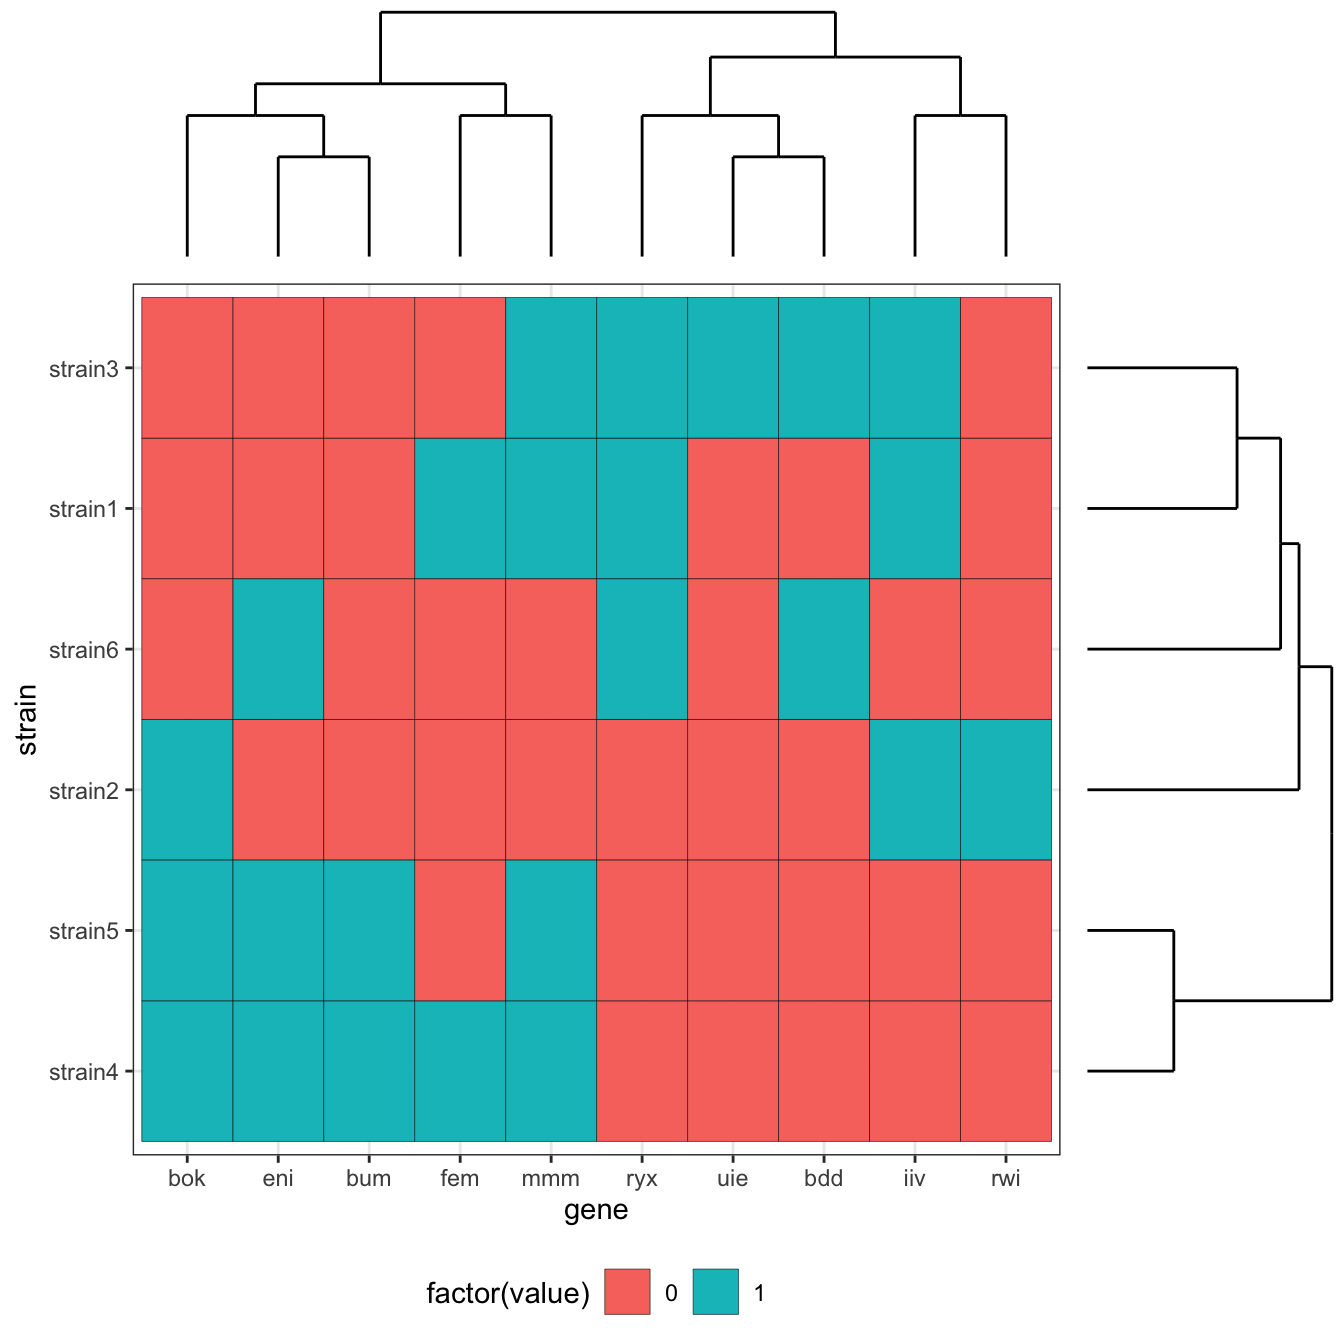 strain3
strain1
strain6
strain2
strain5
strain4
strain
bok eni bum fem mmm ryx uie bdd iiv rwi
gene
factor(value) 0 1